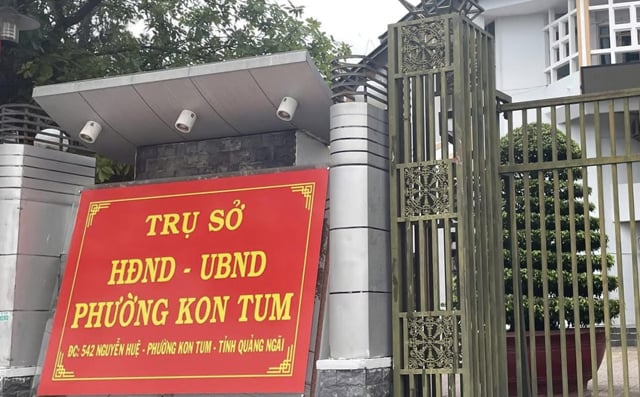 TRỤ SỞ
HĐND - UBND
PHƯỜNG KON TUM
ĐC: 542 NGUYỄN HUỆ - PHƯỜNG KON TUM - TỈNH QUẢNG NGÃI